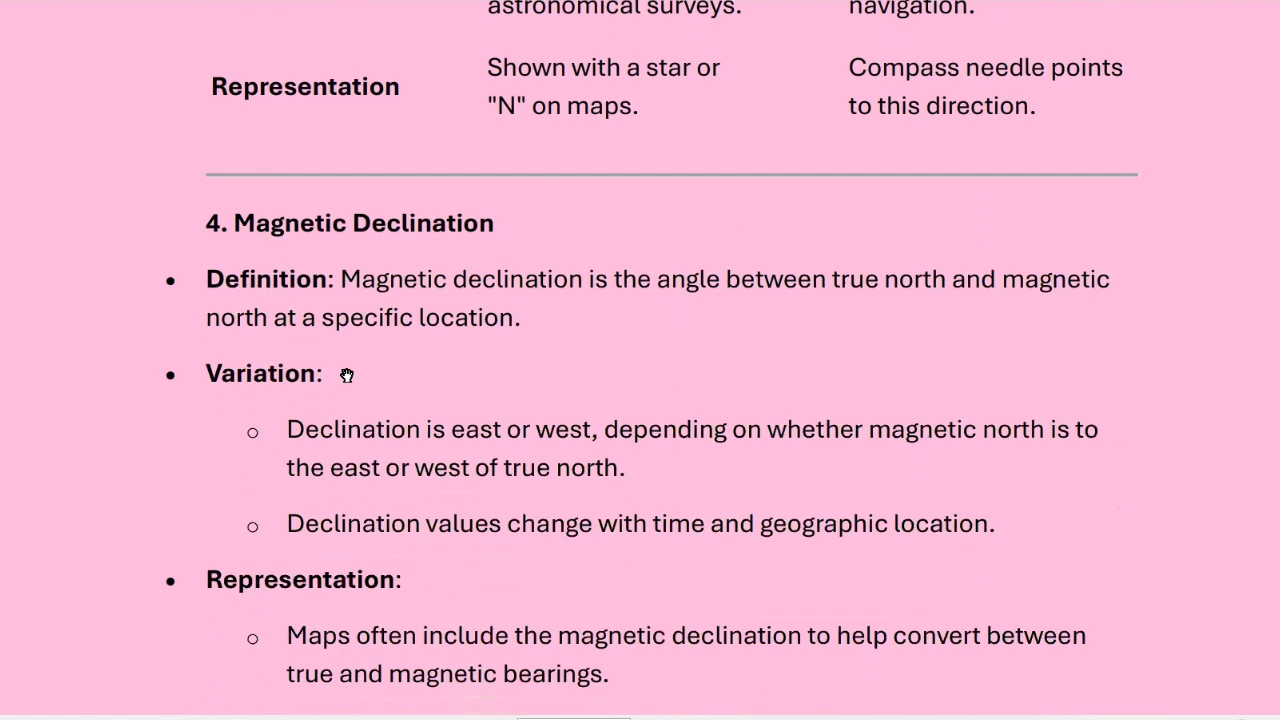 astronomical surveys. navigation.
Representation
Shown with a star or
"N" on maps.
Compass needle points
to this direction.
4. Magnetic Declination
• Definition: Magnetic declination is the angle between true north and magnetic
north at a specific location.
• Variation:
o Declination is east or west, depending on whether magnetic north is to
the east or west of true north.
o Declination values change with time and geographic location.
• Representation:
o Maps often include the magnetic declination to help convert between
true and magnetic bearings.